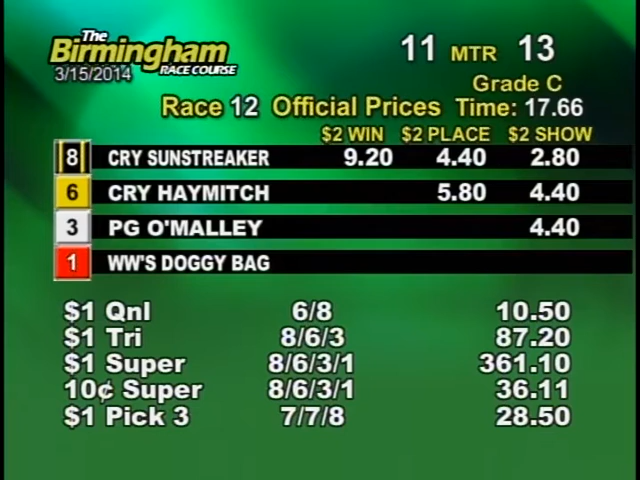 The
Birmingham
RACE COURSE
3/15/2014
11 MTR 13
Grade C
Race 12 Official Prices Time: 17.66
$2 WIN $2 PLACE $2 SHOW
8 CRY SUNSTREAKER 9.20 4.40 2.80
6 CRY HAYMITCH 5.80 4.40
3 PG O'MALLEY 4.40
1 WW'S DOGGY BAG
$1 Qnl 6/8 10.50
$1 Tri 8/6/3 87.20
$1 Super 8/6/3/1 361.10
10¢ Super 8/6/3/1 36.11
$1 Pick 3 7/7/8 28.50